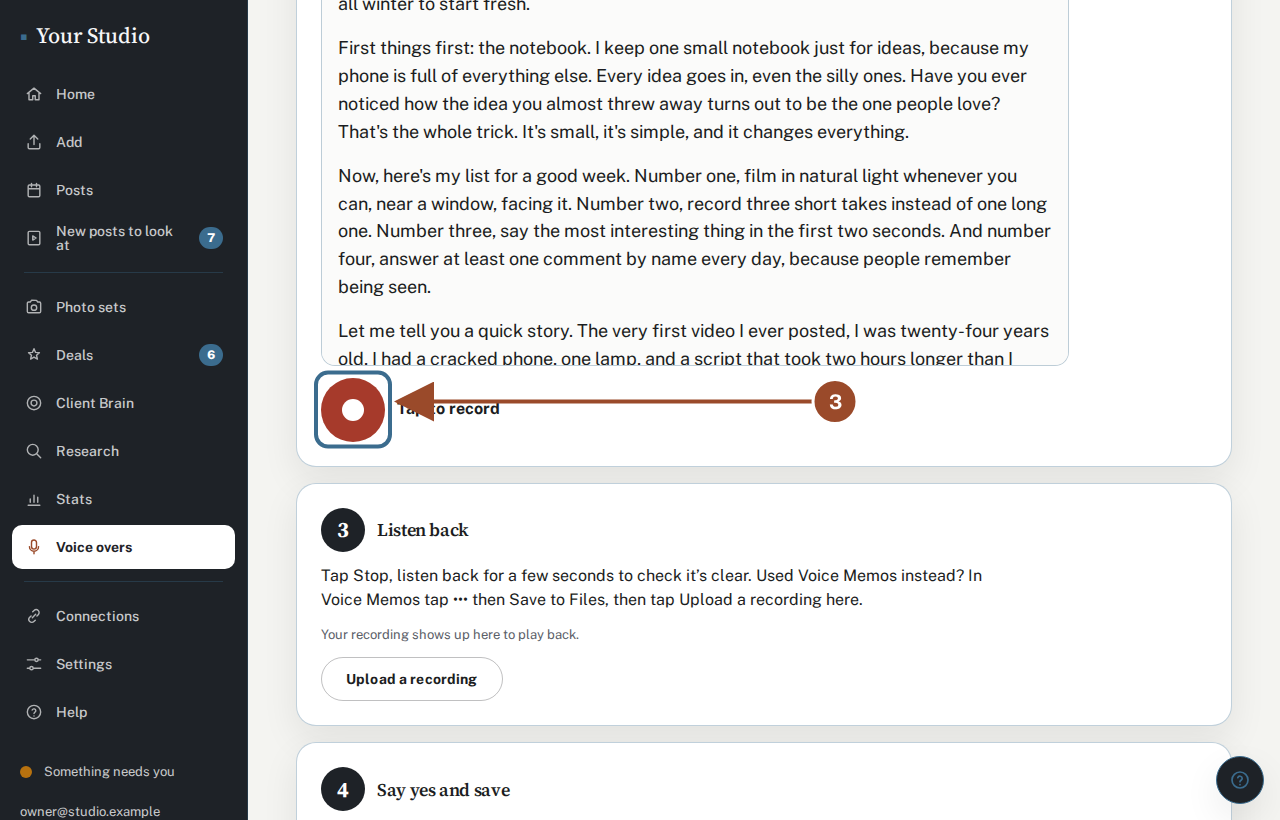 Your Studio
Home
Add
Posts
New posts to look
at
7
Photo sets
Deals
6
Client Brain
Research
Stats
Voice overs
Connections
Settings
Help
Something needs you
owner@studio.example
all winter to start fresh.
First things first: the notebook. I keep one small notebook just for ideas, because my
phone is full of everything else. Every idea goes in, even the silly ones. Have you ever
noticed how the idea you almost threw away turns out to be the one people love?
That's the whole trick. It's small, it's simple, and it changes everything.
Now, here's my list for a good week. Number one, film in natural light whenever you
can, near a window, facing it. Number two, record three short takes instead of one long
one. Number three, say the most interesting thing in the first two seconds. And number
four, answer at least one comment by name every day, because people remember
being seen.
Let me tell you a quick story. The very first video I ever posted, I was twenty-four years
old. I had a cracked phone, one lamp, and a script that took two hours longer than I
Tap to record
3
3
Listen back
Tap Stop, listen back for a few seconds to check it’s clear. Used Voice Memos instead? In
Voice Memos tap ••• then Save to Files, then tap Upload a recording here.
Your recording shows up here to play back.
Upload a recording
4
Say yes and save